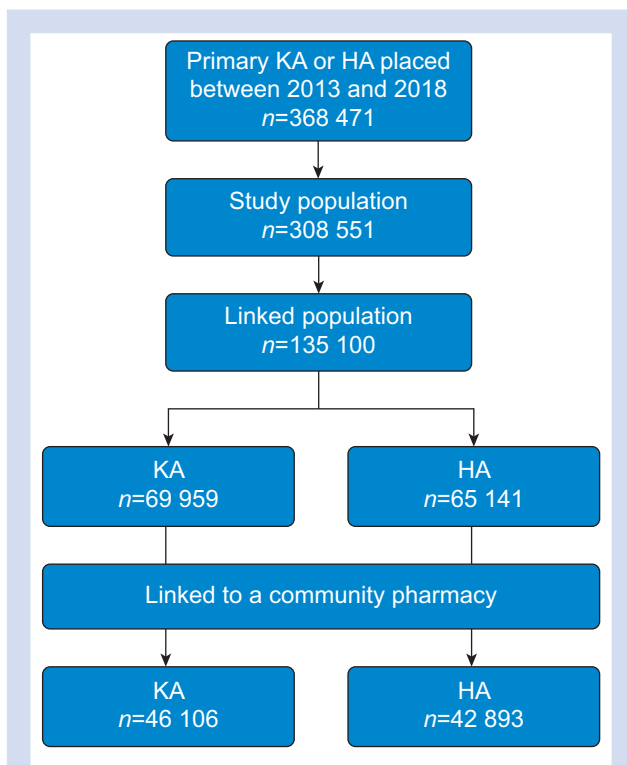 Primary KA or HA placed
between 2013 and 2018
n=368 471
Study population
n=308 551
Linked population
n=135 100
KA
n=69 959
HA
n=65 141
Linked to a community pharmacy
KA
n=46 106
HA
n=42 893